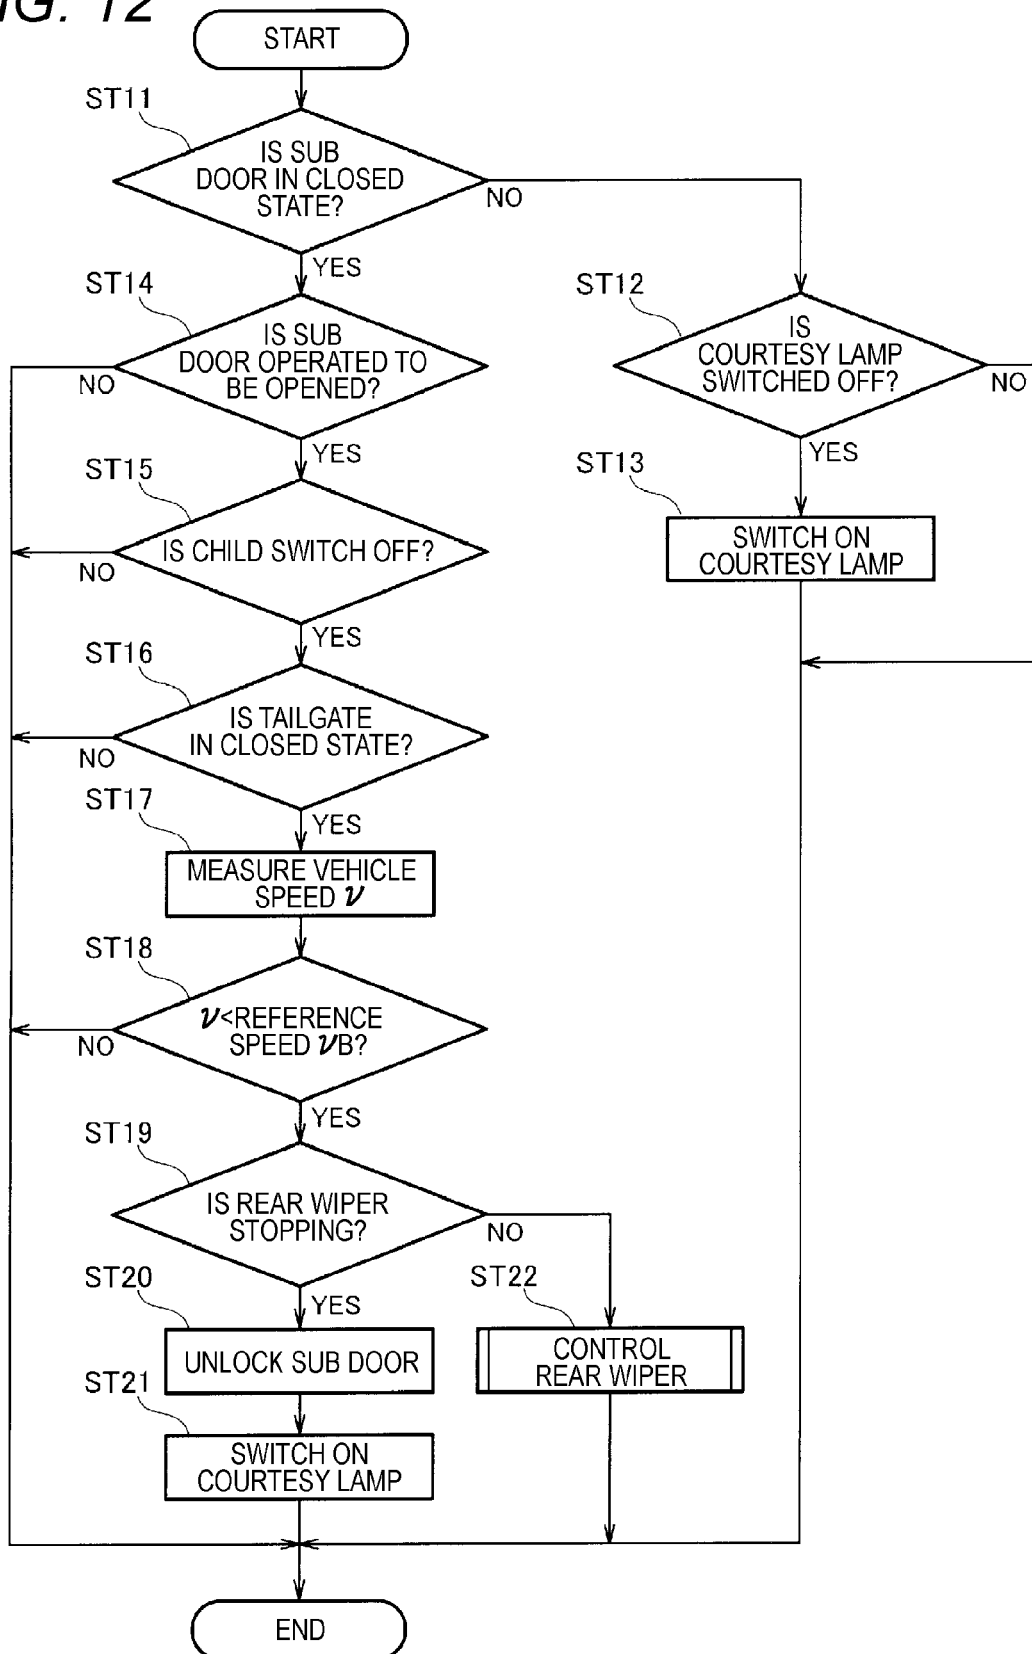 FIG. 12
START
ST11
IS SUB
DOOR IN CLOSED
STATE?
NO
YES
ST14
IS SUB
DOOR OPERATED TO
BE OPENED?
NO
YES
ST12
IS
COURTESY LAMP
SWITCHED OFF?
NO
YES
ST13
SWITCH ON
COURTESY LAMP
ST15
IS CHILD SWITCH OFF?
NO
YES
ST16
IS TAILGATE
IN CLOSED STATE?
NO
YES
ST17
MEASURE VEHICLE
SPEED ν
ST18
ν<REFERENCE
SPEED νB?
NO
YES
ST19
IS REAR WIPER
STOPPING?
NO
YES
ST20
UNLOCK SUB DOOR
ST22
CONTROL
REAR WIPER
ST21
SWITCH ON
COURTESY LAMP
END